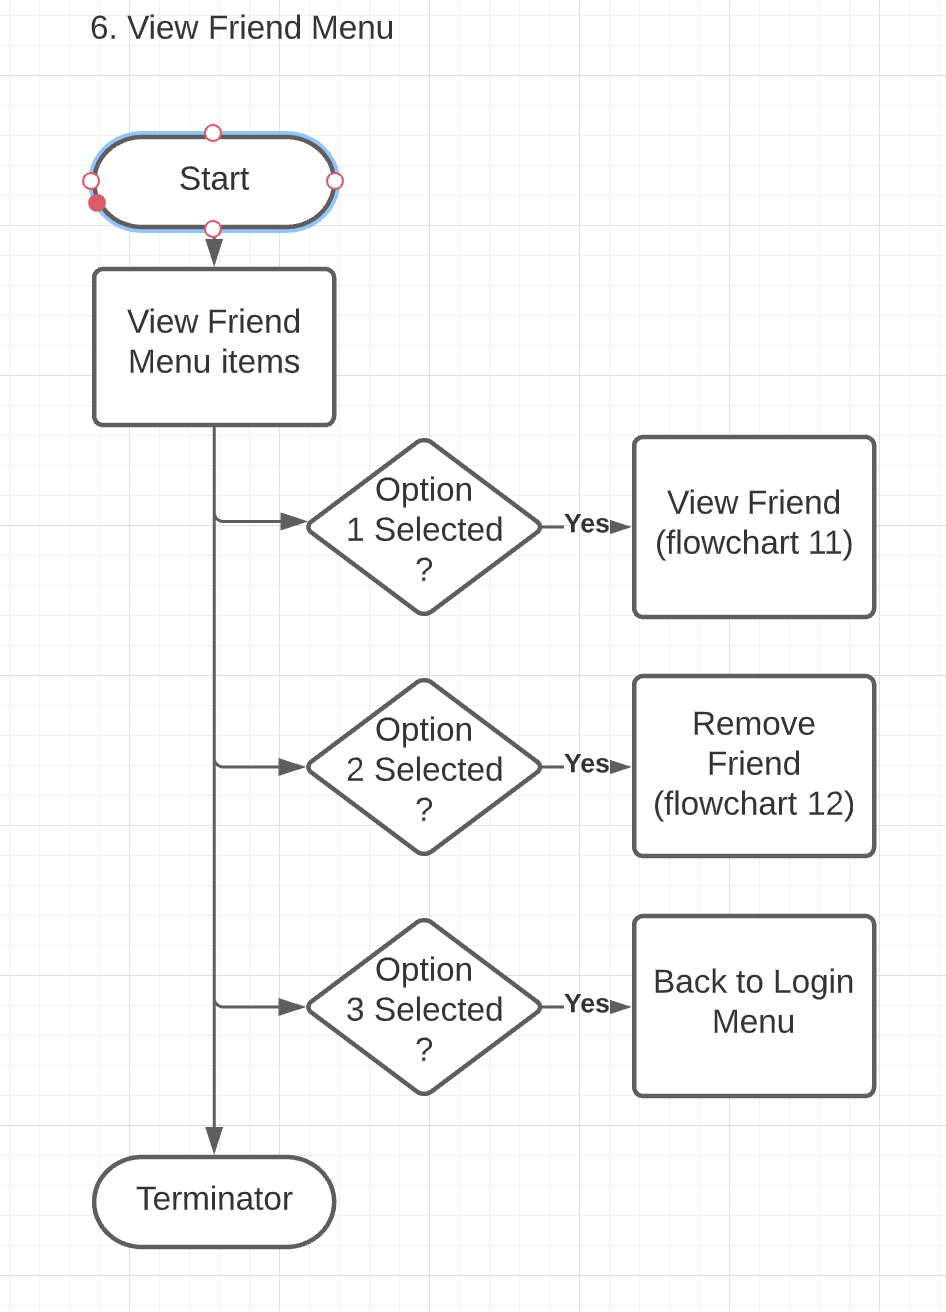 6. View Friend Menu
Start
View Friend
Menu items
Option
1 Selected
?
Yes
View Friend
(flowchart 11)
Option
2 Selected
?
Yes
Remove
Friend
(flowchart 12)
Option
3 Selected
?
Yes
Back to Login
Menu
Terminator